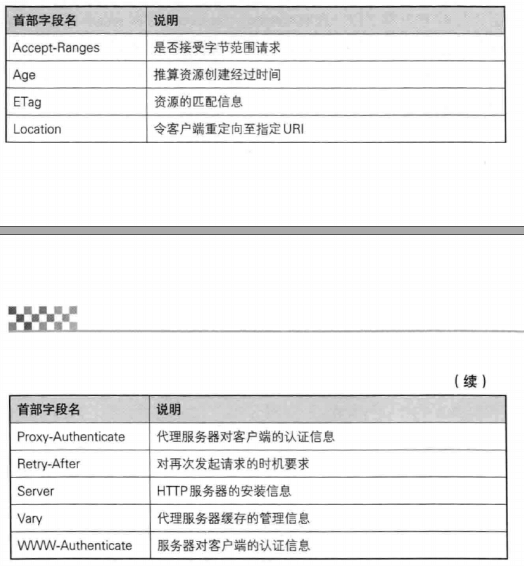 首部字段名 说明
Accept-Ranges 是否接受字节范围请求
Age 推算资源创建经过时间
ETag 资源的匹配信息
Location 令客户端重定向至指定URI
（续）
首部字段名 说明
Proxy-Authenticate 代理服务器对客户端的认证信息
Retry-After 对再次发起请求的时机要求
Server HTTP服务器的安装信息
Vary 代理服务器缓存的管理信息
WWW-Authenticate 服务器对客户端的认证信息